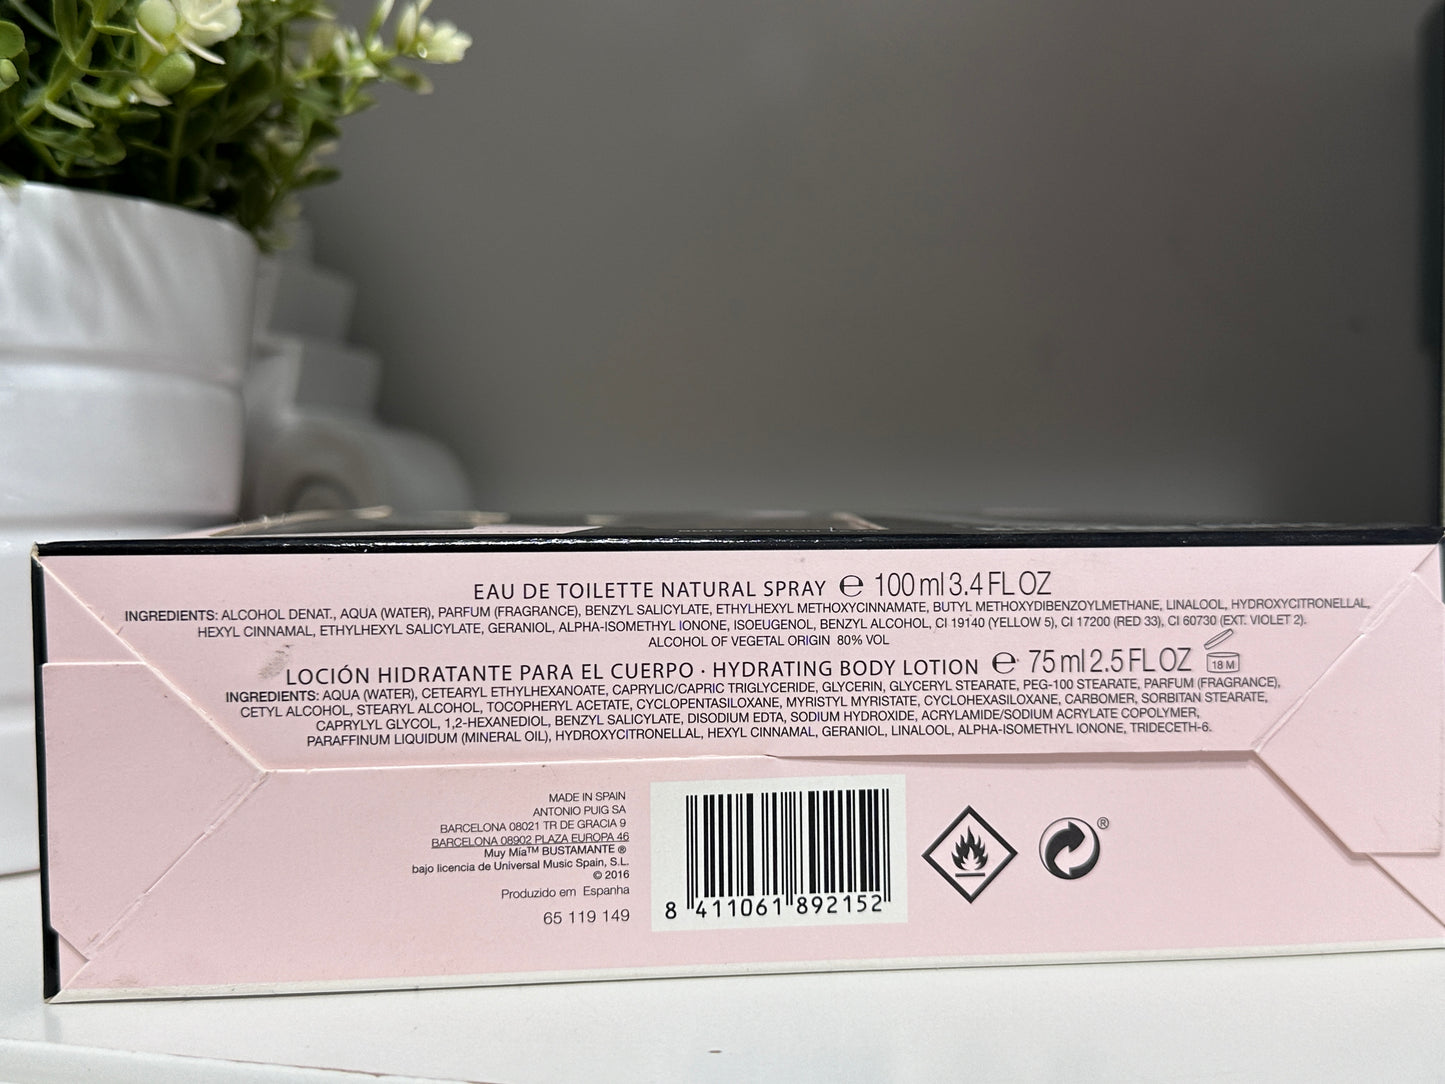 EAU DE TOILETTE NATURAL SPRAY ℮ 100ml 3.4 FL OZ
INGREDIENTS: ALCOHOL DENAT., AQUA (WATER), PARFUM (FRAGRANCE), BENZYL SALICYLATE, ETHYLHEXYL METHOXYCINNAMATE, BUTYL METHOXYDIBENZOYLMETHANE, LINALOOL, HYDROXYCITRONELLAL,
HEXYL CINNAMAL, ETHYLHEXYL SALICYLATE, GERANIOL, ALPHA-ISOMETHYL IONONE, ISOEUGENOL, BENZYL ALCOHOL, CI 19140 (YELLOW 5), CI 17200 (RED 33), CI 60730 (EXT. VIOLET 2).
ALCOHOL OF VEGETAL ORIGIN 80% VOL
LOCIÓN HIDRATANTE PARA EL CUERPO · HYDRATING BODY LOTION ℮ 75ml 2.5 FL OZ
18 M
INGREDIENTS: AQUA (WATER), CETEARYL ETHYLHEXANOATE, CAPRYLIC/CAPRIC TRIGLYCERIDE, GLYCERIN, GLYCERYL STEARATE, PEG-100 STEARATE, PARFUM (FRAGRANCE),
CETYL ALCOHOL, STEARYL ALCOHOL, TOCOPHERYL ACETATE, CYCLOPENTASILOXANE, MYRISTYL MYRISTATE, CYCLOHEXASILOXANE, CARBOMER, SORBITAN STEARATE,
CAPRYLYL GLYCOL, 1,2-HEXANEDIOL, BENZYL SALICYLATE, DISODIUM EDTA, SODIUM HYDROXIDE, ACRYLAMIDE/SODIUM ACRYLATE COPOLYMER,
PARAFFINUM LIQUIDUM (MINERAL OIL), HYDROXYCITRONELLAL, HEXYL CINNAMAL, GERANIOL, LINALOOL, ALPHA-ISOMETHYL IONONE, TRIDECETH-6.
MADE IN SPAIN
ANTONIO PUIG SA
BARCELONA 08021 TR DE GRACIA 9
BARCELONA 08902 PLAZA EUROPA 46
Muy Mía™ BUSTAMANTE ®
bajo licencia de Universal Music Spain, S.L.
© 2016
Produzido em Espanha
65 119 149
8 411061 892152
®